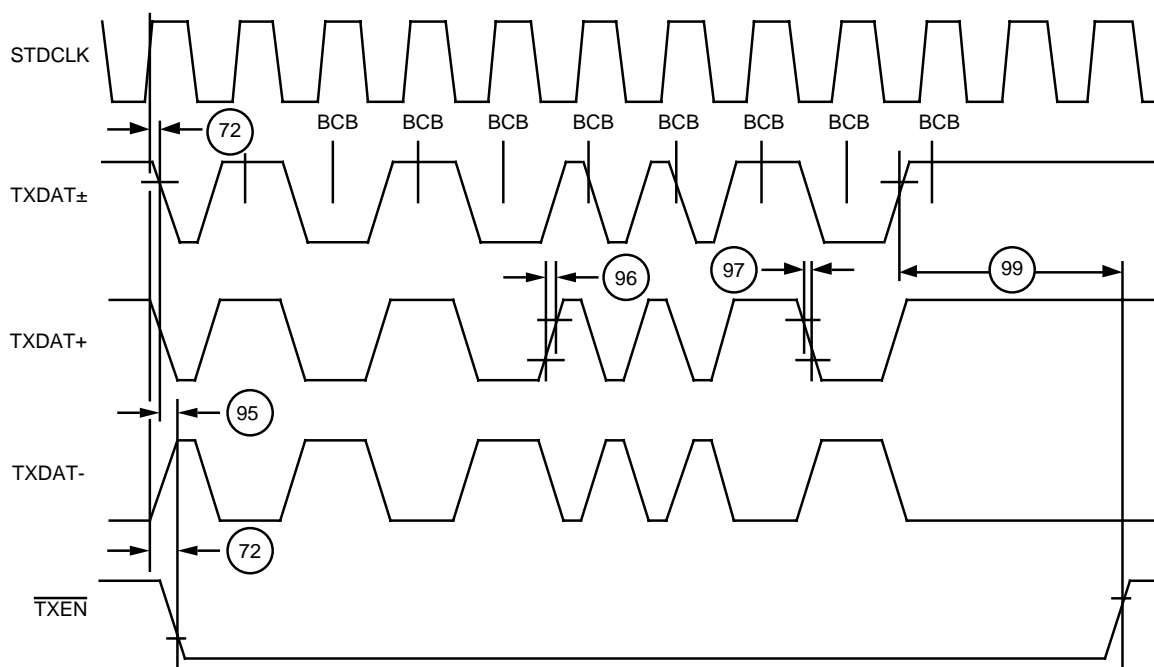 STDCLK
72
BCB BCB BCB BCB BCB BCB BCB BCB
TXDAT±
96
97
99
TXDAT+
95
TXDAT-
72
TXEN